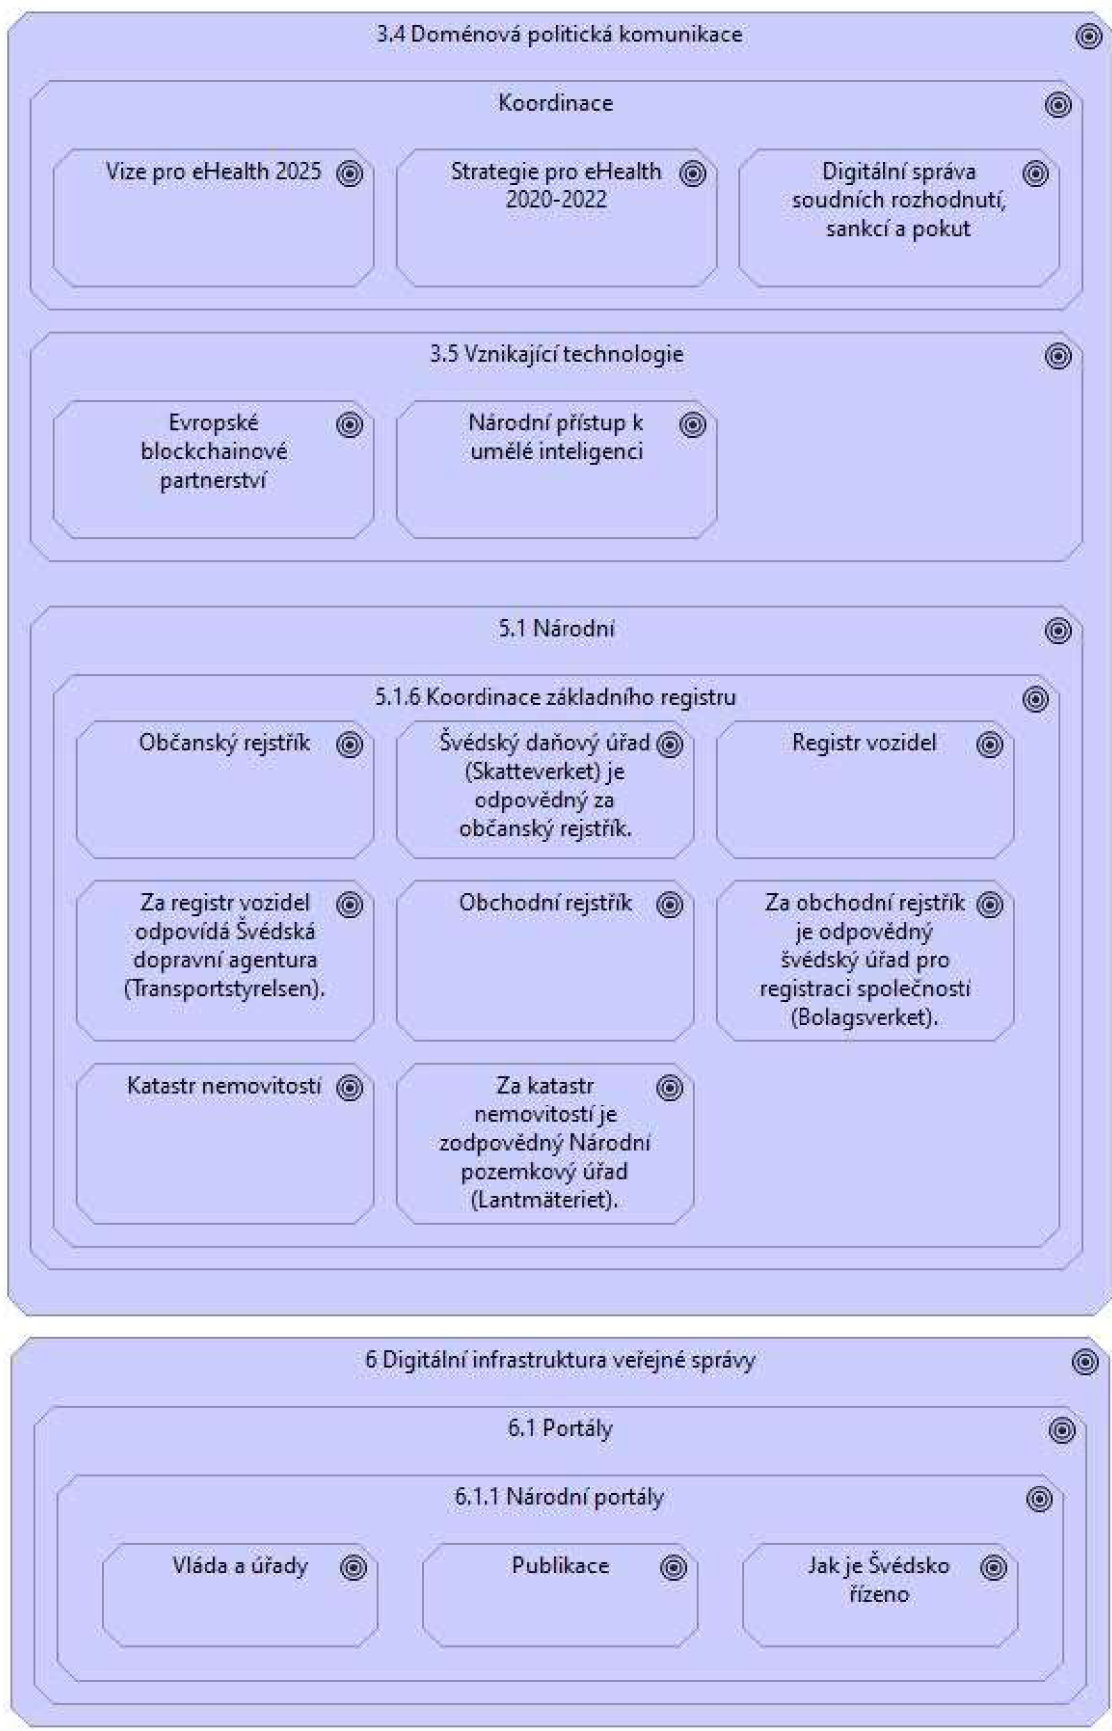 3.4 Doménová politická komunikace
Koordinace
Vize pro eHealth 2025
Strategie pro eHealth
2020-2022
Digitální správa
soudních rozhodnutí,
sankcí a pokut
3.5 Vznikající technologie
Evropské
blockchainové
partnerství
Národní přístup k
umělé inteligenci
5.1 Národní
5.1.6 Koordinace základního registru
Občanský rejstřík
Švédský daňový úřad
(Skatteverket) je
odpovědný za
občanský rejstřík.
Registr vozidel
Za registr vozidel
odpovídá Švédská
dopravní agentura
(Transportstyrelsen).
Obchodní rejstřík
Za obchodní rejstřík
je odpovědný
švédský úřad pro
registraci společností
(Bolagsverket).
Katastr nemovitostí
Za katastr
nemovitostí je
zodpovědný Národní
pozemkový úřad
(Lantmäteriet).
6 Digitální infrastruktura veřejné správy
6.1 Portály
6.1.1 Národní portály
Vláda a úřady
Publikace
Jak je Švédsko
řízeno